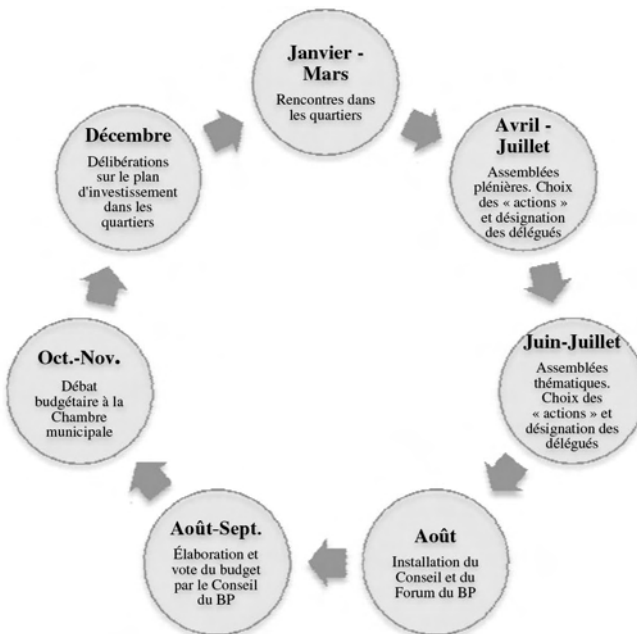 Janvier -
Mars
Rencontres dans
les quartiers
Avril -
Juillet
Assemblées
plénières. Choix
des « actions »
et désignation
des délégués
Juin-Juillet
Assemblées
thématiques.
Choix des
« actions » et
désignation des
délégués
Août
Installation du
Conseil et du
Forum du BP
Août-Sept.
Élaboration et
vote du budget
par le Conseil
du BP
Oct.-Nov.
Débat
budgétaire à la
Chambre
municipale
Décembre
Délibérations
sur le plan
d'investissement
dans les
quartiers